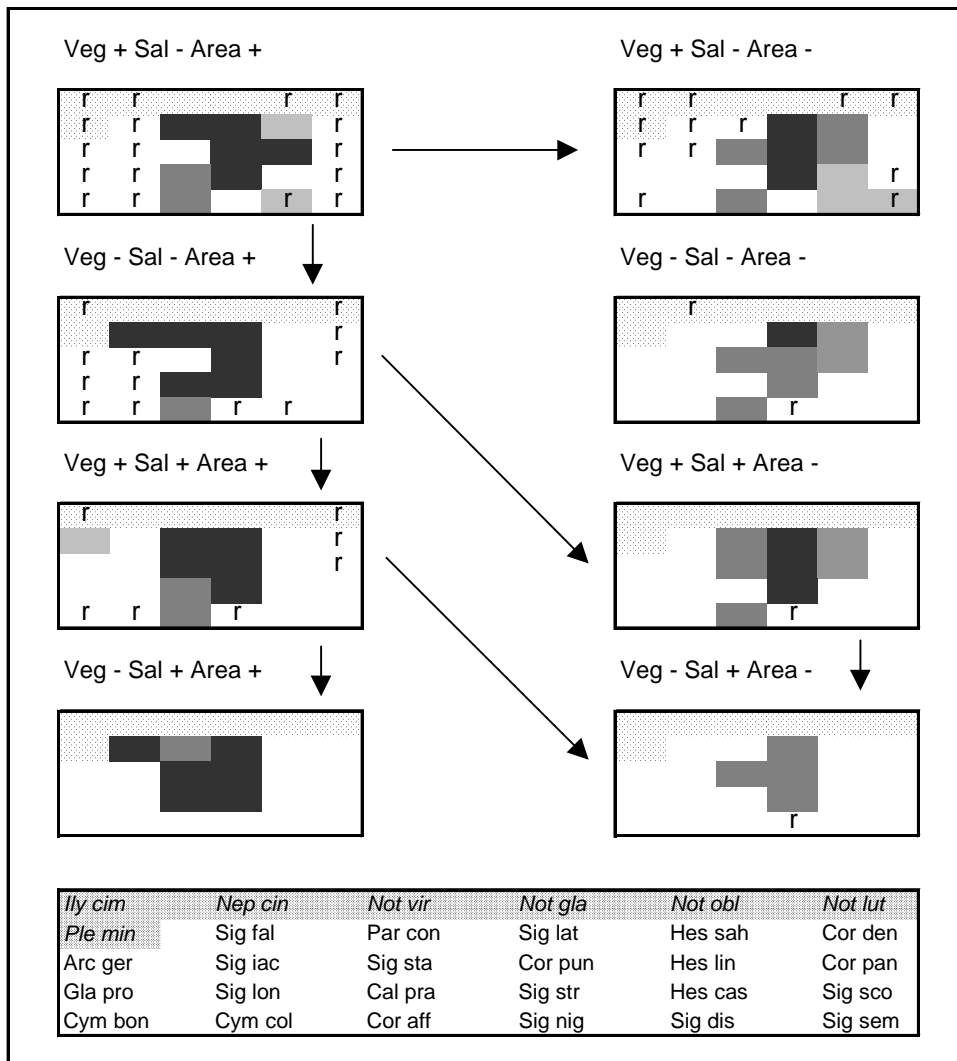 Veg + Sal - Area +
r r r r
r r r
r r r
r r r
r r r r
Veg + Sal - Area -
r r r r
r r r r
r r r
r
r r
Veg - Sal - Area +
r r
r
r r r
r r
r r r r
Veg - Sal - Area -
r
r
Veg + Sal + Area +
r r
r
r
r r r
Veg + Sal + Area -
r
Veg - Sal + Area +
Veg - Sal + Area -
r
Ily cim Nep cin Not vir Not gla Not obl Not lut
Ple min Sig fal Par con Sig lat Hes sah Cor den
Arc ger Sig iac Sig sta Cor pun Hes lin Cor pan
Gla pro Sig lon Cal pra Sig str Hes cas Sig sco
Cym bon Cym col Cor aff Sig nig Sig dis Sig sem